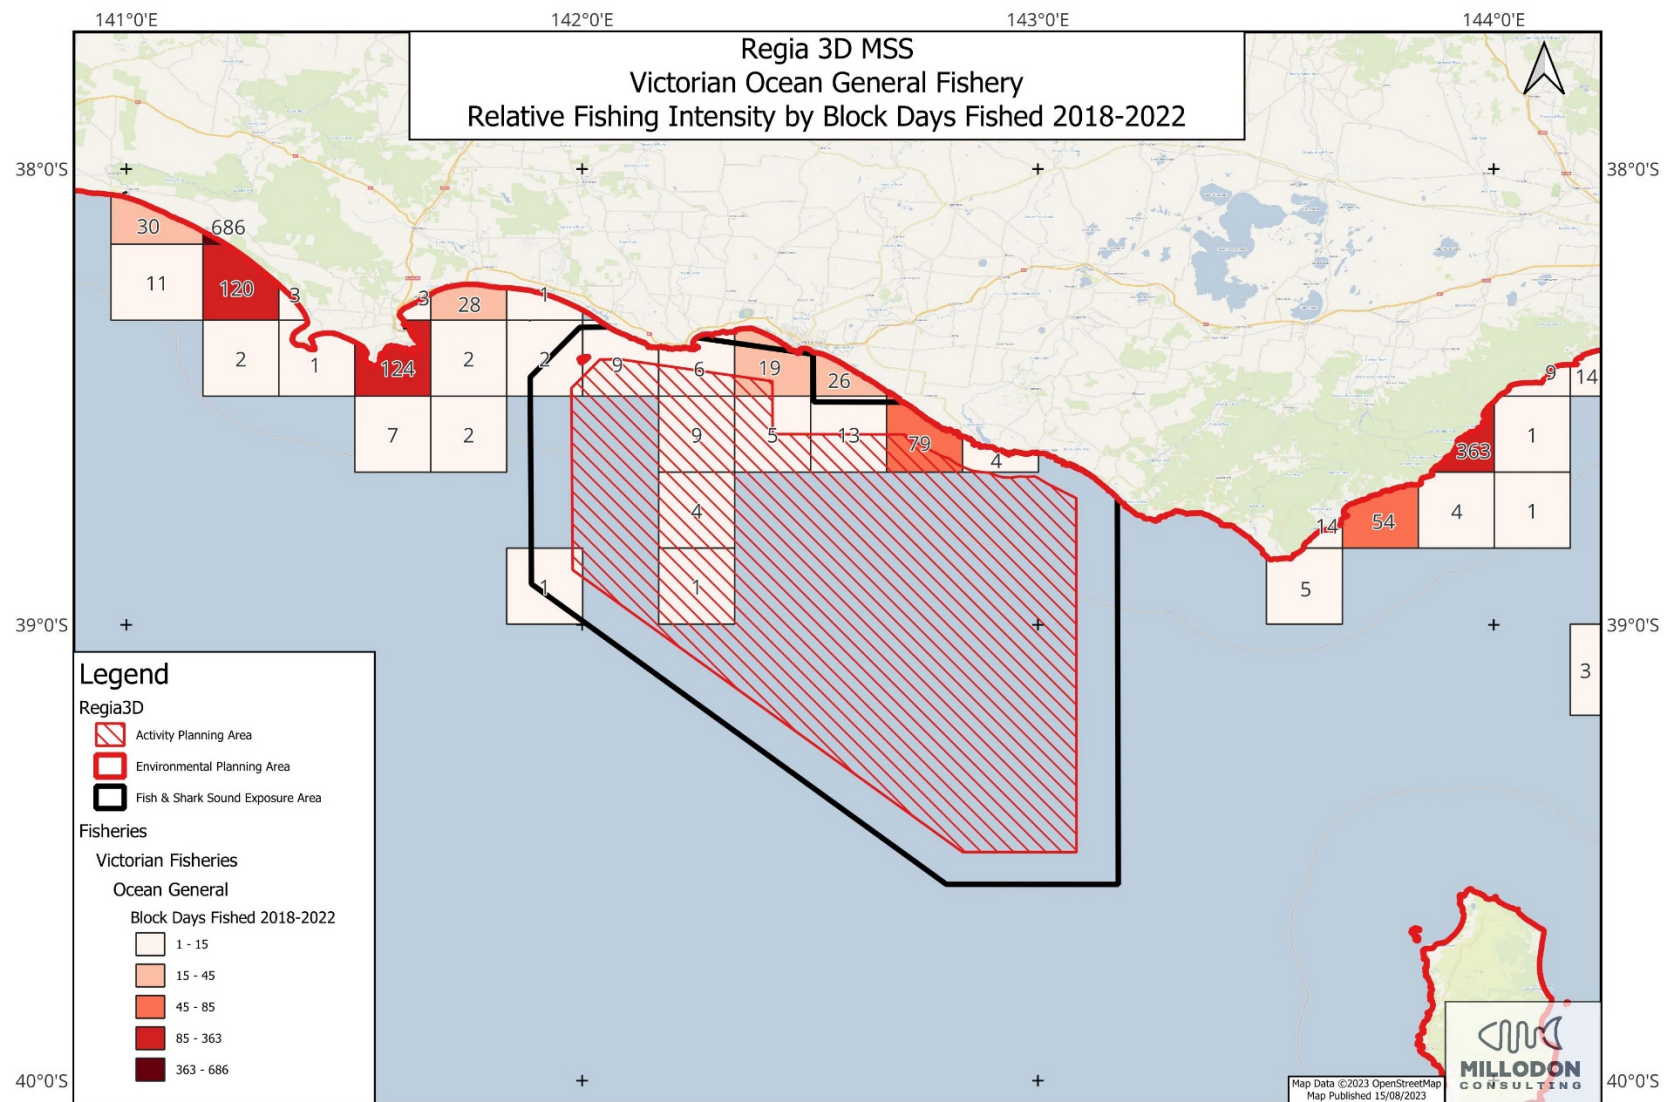 141°0'E 142°0'E 143°0'E 144°0'E
Regia 3D MSS
Victorian Ocean General Fishery
Relative Fishing Intensity by Block Days Fished 2018-2022
38°0'S 38°0'S
30 686
11 120 3 3 28 1
2 1 124 2 2 9 6 19 26 9 14
7 2 9 5 13 79 4 363 1
4 14 54 4 1
1 1 5
39°0'S 39°0'S
3
Legend
Regia3D
Activity Planning Area
Environmental Planning Area
Fish & Shark Sound Exposure Area
Fisheries
Victorian Fisheries
Ocean General
Block Days Fished 2018-2022
1 - 15
15 - 45
45 - 85
85 - 363
363 - 686
40°0'S 40°0'S
MILLODON
CONSULTING
Map Data ©2023 OpenStreetMap
Map Published 15/08/2023